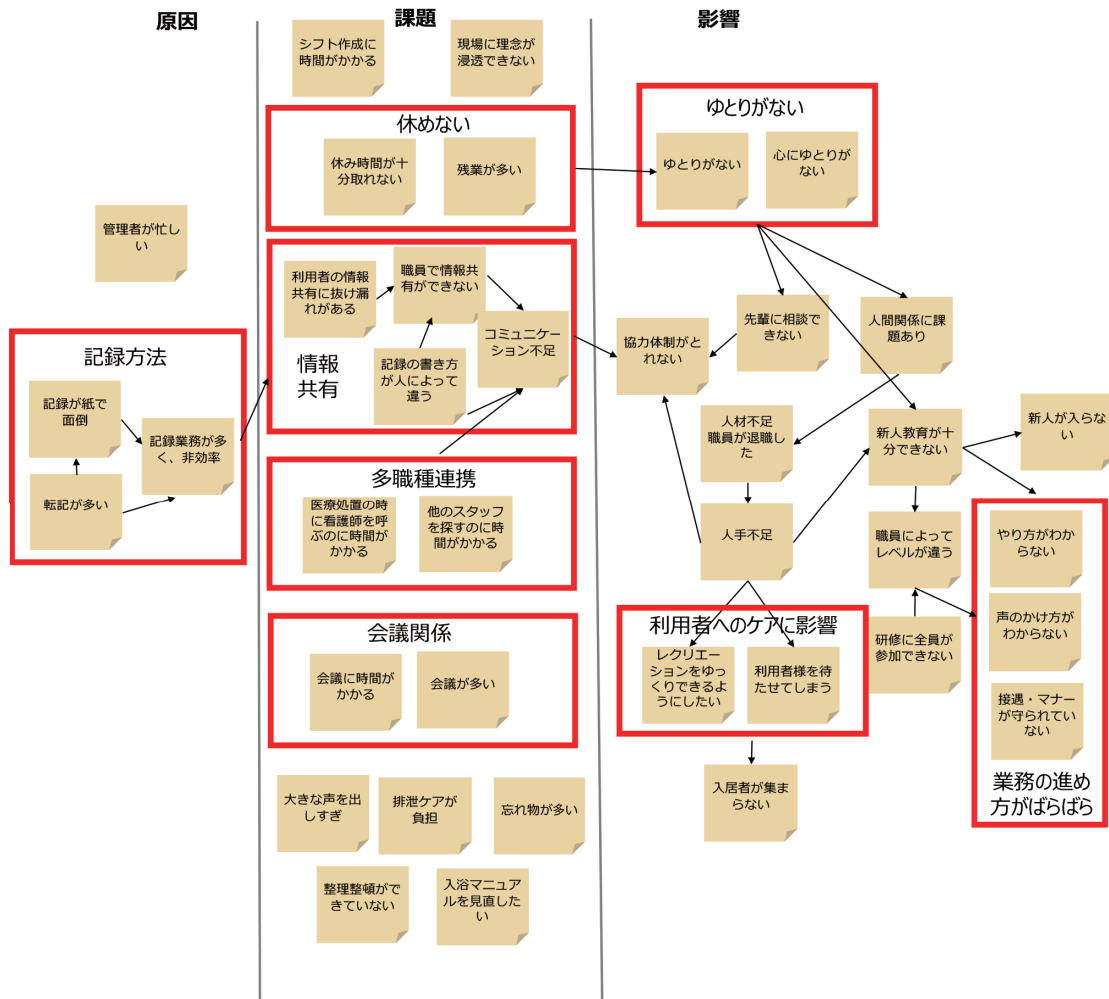 原因
課題
影響
管理者が忙し
い
記録方法
記録が紙で
面倒
記録業務が多
く、非効率
転記が多い
シフト作成に
時間がかかる
現場に理念が
浸透できない
休めない
休み時間が十
分取れない
残業が多い
利用者の情報
共有に抜け漏
れがある
職員で情報共
有ができない
コミュニケー
ション不足
情報
共有
記録の書き方
が人によって
違う
多職種連携
医療処置の時
に看護師を呼
ぶのに時間が
かかる
他のスタッフ
を探すのに時
間がかかる
会議関係
会議に時間が
かかる
会議が多い
大きな声を出
しすぎ
排泄ケアが
負担
忘れ物が多い
整理整頓がで
きていない
入浴マニュア
ルを見直した
い
ゆとりがない
ゆとりがない
心にゆとりが
ない
協力体制がと
れない
先輩に相談で
きない
人間関係に課
題あり
人材不足
職員が退職し
た
新人教育が十
分できない
新人が入らな
い
人手不足
職員によって
レベルが違う
研修に全員が
参加できない
利用者へのケアに影響
レクリエー
ションをゆっ
くりできるよ
うにしたい
利用者様を待
たせてしまう
入居者が集ま
らない
やり方がわか
らない
声のかけ方が
わからない
接遇・マナー
が守られてい
ない
業務の進め
方がばらばら